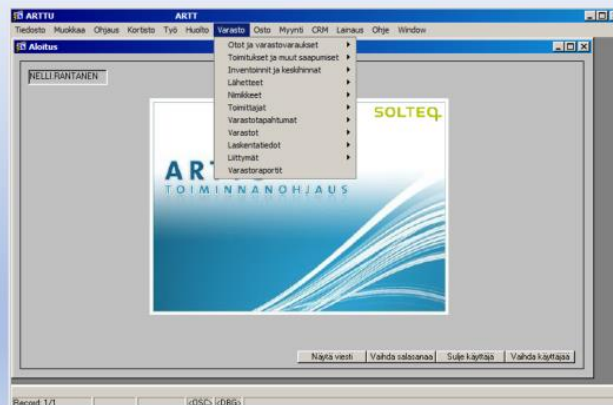 ARTTU ARTT
Tiedosto Muokkaa Ohjaus Kortisto Työ Huolto Varasto Osto Myynti CRM Lainaus Ohje Window
Aloitus
Otot ja varastovaraukset
Toimitukset ja muut saapumiset
NELLI.RANTANEN
Inventoinnit ja keskihinnat
Lähetteet
Nimikkeet
Toimittajat
Varastotapahtumat
SOLTEQ
Varastot
Laskentatiedot
Liittymät
Varastoraportit
TOIMINNANOHJAUS
Näytä viesti Vaihda salasanaa Sulje käyttäjä Vaihda käyttäjää
Record: 1/1 <OSC> <DBG>